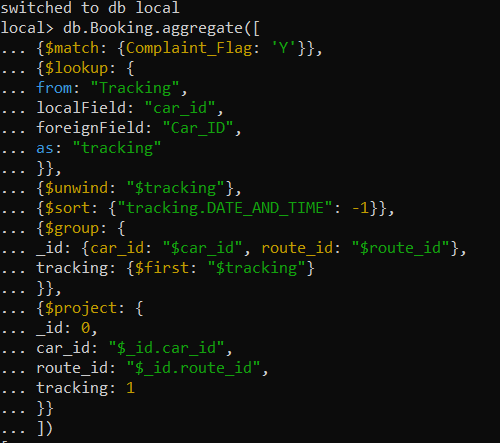 switched to db local
local> db.Booking.aggregate([
... {$match: {Complaint_Flag: 'Y'}},
... {$lookup: {
... from: "Tracking",
... localField: "car_id",
... foreignField: "Car_ID",
... as: "tracking"
... }},
... {$unwind: "$tracking"},
... {$sort: {"tracking.DATE_AND_TIME": -1}},
... {$group: {
... _id: {car_id: "$car_id", route_id: "$route_id"},
... tracking: {$first: "$tracking"}
... }},
... {$project: {
... _id: 0,
... car_id: "$_id.car_id",
... route_id: "$_id.route_id",
... tracking: 1
... }}
... ])